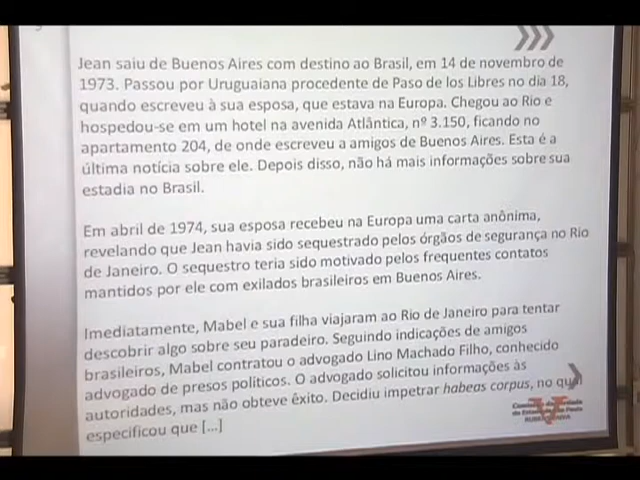 Jean saiu de Buenos Aires com destino ao Brasil, em 14 de novembro de
1973. Passou por Uruguaiana procedente de Paso de los Libres no dia 18,
quando escreveu à sua esposa, que estava na Europa. Chegou ao Rio e
hospedou-se em um hotel na avenida Atlântica, nº 3.150, ficando no
apartamento 204, de onde escreveu a amigos de Buenos Aires. Esta é a
última notícia sobre ele. Depois disso, não há mais informações sobre sua
estadia no Brasil.
Em abril de 1974, sua esposa recebeu na Europa uma carta anônima,
revelando que Jean havia sido sequestrado pelos órgãos de segurança no Rio
de Janeiro. O sequestro teria sido motivado pelos frequentes contatos
mantidos por ele com exilados brasileiros em Buenos Aires.
Imediatamente, Mabel e sua filha viajaram ao Rio de Janeiro para tentar
descobrir algo sobre seu paradeiro. Seguindo indicações de amigos
brasileiros, Mabel contratou o advogado Lino Machado Filho, conhecido
advogado de presos políticos. O advogado solicitou informações às
autoridades, mas não obteve êxito. Decidiu impetrar habeas corpus, no qual
especificou que [...]